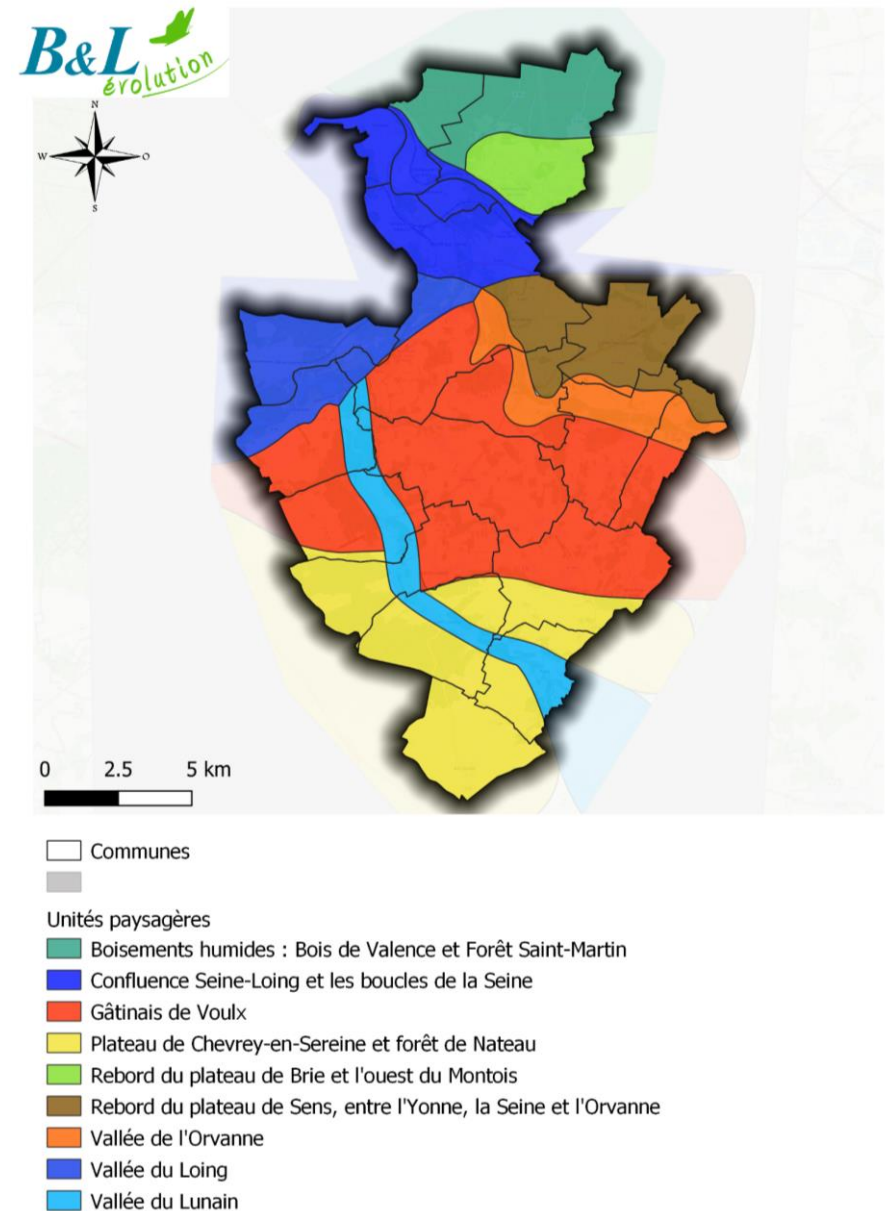 B&L
évolution
N
W
O
S
0 2.5 5 km
Communes
Unités paysagères
Boisements humides : Bois de Valence et Forêt Saint-Martin
Confluence Seine-Loing et les boucles de la Seine
Gâtinais de Voulx
Plateau de Chevrey-en-Sereine et forêt de Nateau
Rebord du plateau de Brie et l'ouest du Montois
Rebord du plateau de Sens, entre l'Yonne, la Seine et l'Orvanne
Vallée de l'Orvanne
Vallée du Loing
Vallée du Lunain